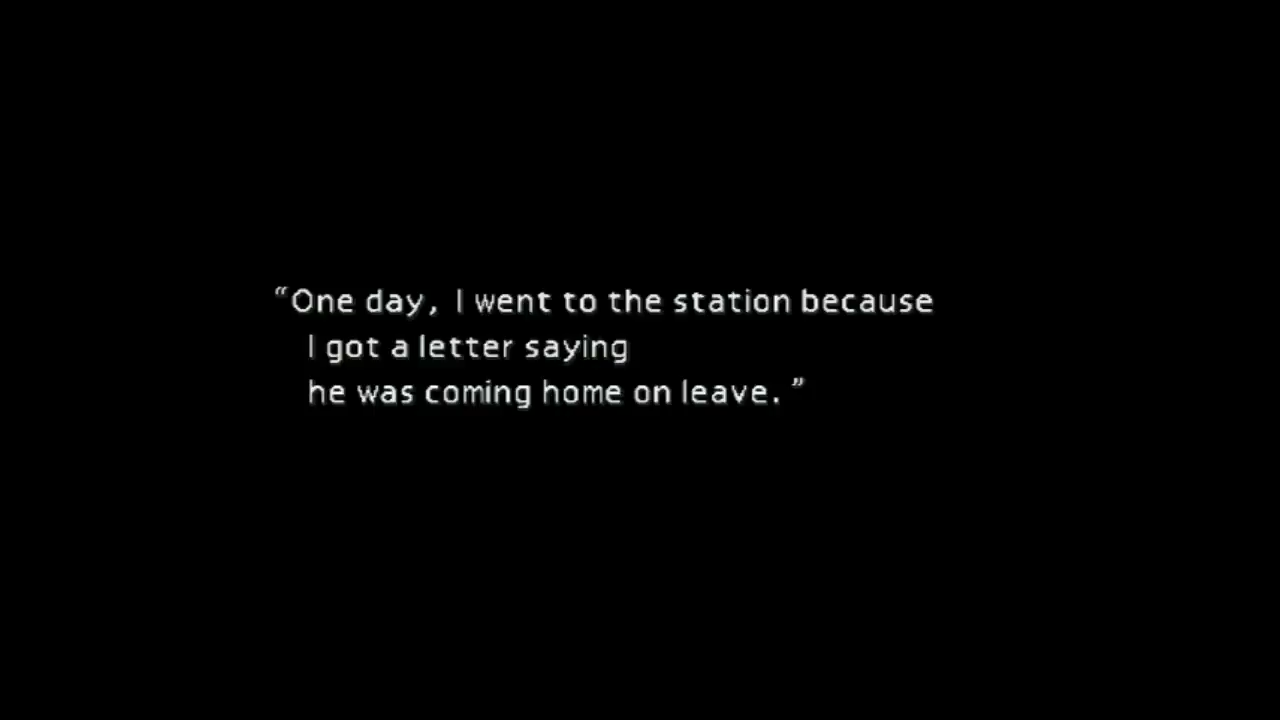 “One day, I went to the station because
I got a letter saying
he was coming home on leave.”